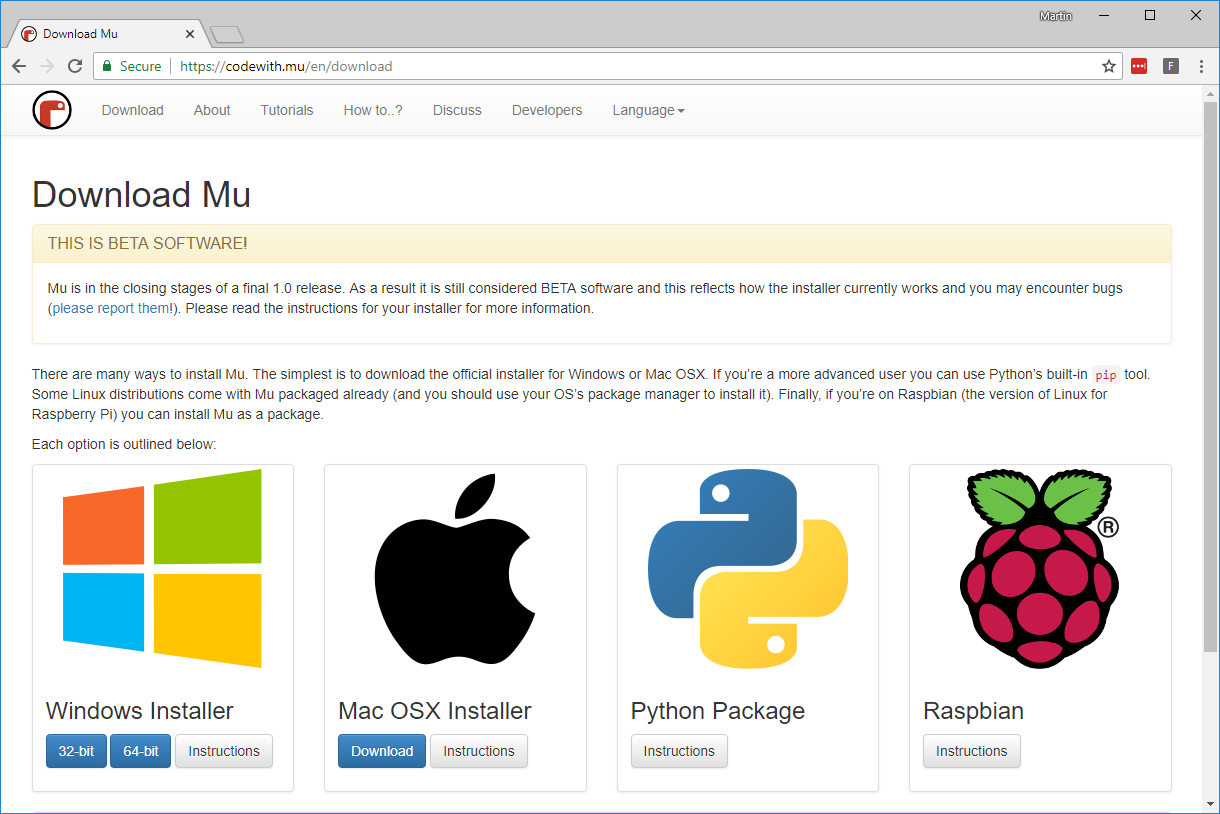 Martin
Download Mu
Secure https://codewith.mu/en/download
F
Download About Tutorials How to..? Discuss Developers Language
Download Mu
THIS IS BETA SOFTWARE!
Mu is in the closing stages of a final 1.0 release. As a result it is still considered BETA software and this reflects how the installer currently works and you may encounter bugs
(please report them!). Please read the instructions for your installer for more information.
There are many ways to install Mu. The simplest is to download the official installer for Windows or Mac OSX. If you’re a more advanced user you can use Python’s built-in pip tool.
Some Linux distributions come with Mu packaged already (and you should use your OS’s package manager to install it). Finally, if you’re on Raspbian (the version of Linux for
Raspberry Pi) you can install Mu as a package.
Each option is outlined below:
®
Windows Installer
32-bit 64-bit Instructions
Mac OSX Installer
Download Instructions
Python Package
Instructions
Raspbian
Instructions